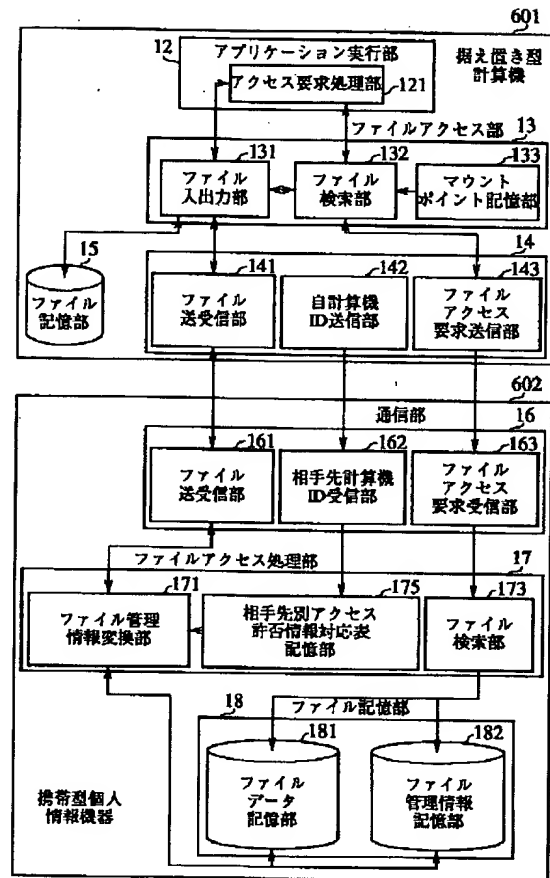 601
12
アプリケーション実行部
アクセス要求処理部
121
据え置き型
計算機
ファイルアクセス部
13
131
ファイル
入出力部
132
ファイル
検索部
133
マウント
ポイント記憶部
15
ファイル
記憶部
14
141
ファイル
送受信部
142
自計算機
ID送信部
143
ファイル
アクセス
要求送信部
602
通信部
16
161
ファイル
送受信部
162
相手先計算機
ID受信部
163
ファイル
アクセス
要求受信部
ファイルアクセス処理部
17
171
ファイル管理
情報変換部
175
相手先別アクセス
許否情報対応表
記憶部
173
ファイル
検索部
18
ファイル記憶部
181
ファイル
データ
記憶部
182
ファイル
管理情報
記憶部
携帯型個人
情報機器